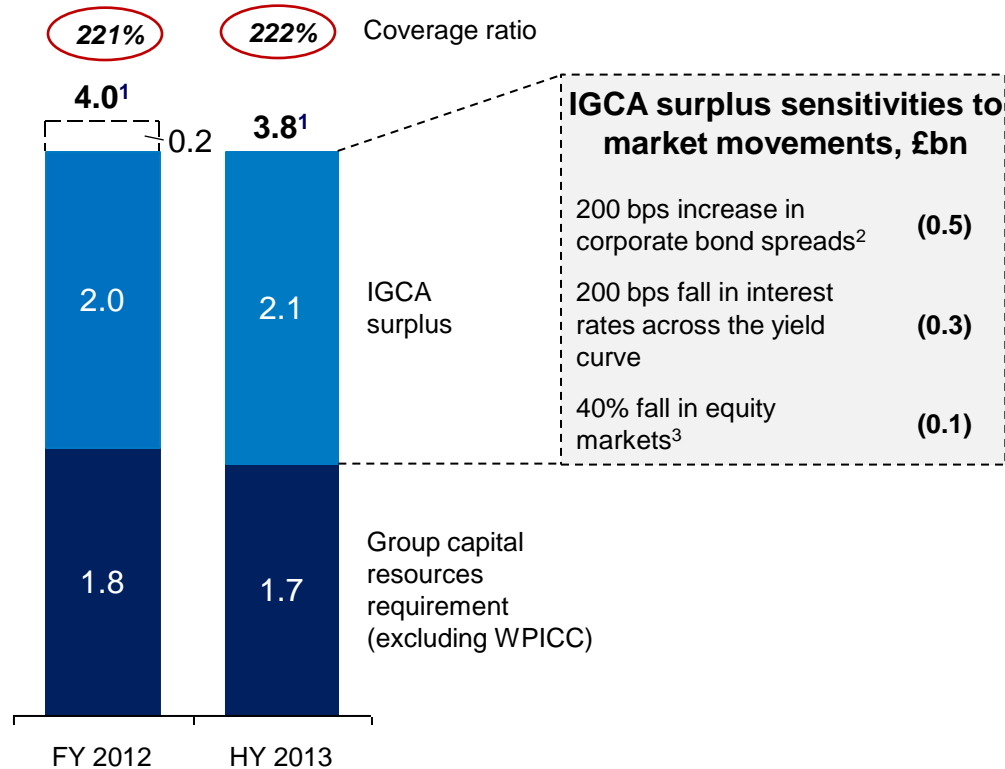 221%
222%
Coverage ratio
4.0¹
0.2
3.8¹
2.0
2.1
IGCA
surplus
1.8
1.7
Group capital
resources
requirement
(excluding WPICC)
FY 2012
HY 2013
IGCA surplus sensitivities to
market movements, £bn
200 bps increase in
corporate bond spreads²
(0.5)
200 bps fall in interest
rates across the yield
curve
(0.3)
40% fall in equity
markets³
(0.1)